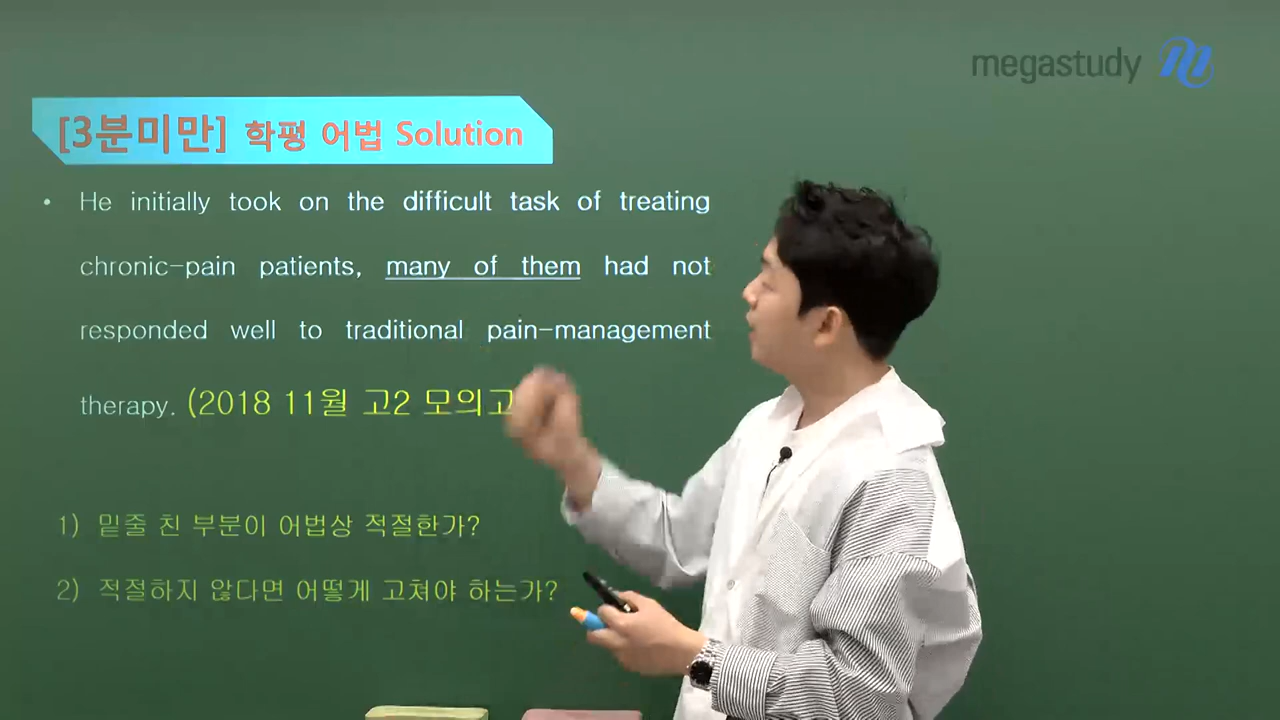 megastudy
[3분미만] 학평 어법 Solution
• He initially took on the difficult task of treating
chronic-pain patients, many of them had not
responded well to traditional pain-management
therapy. (2018 11월 고2 모의고
1) 밑줄 친 부분이 어법상 적절한가?
2) 적절하지 않다면 어떻게 고쳐야 하는가?